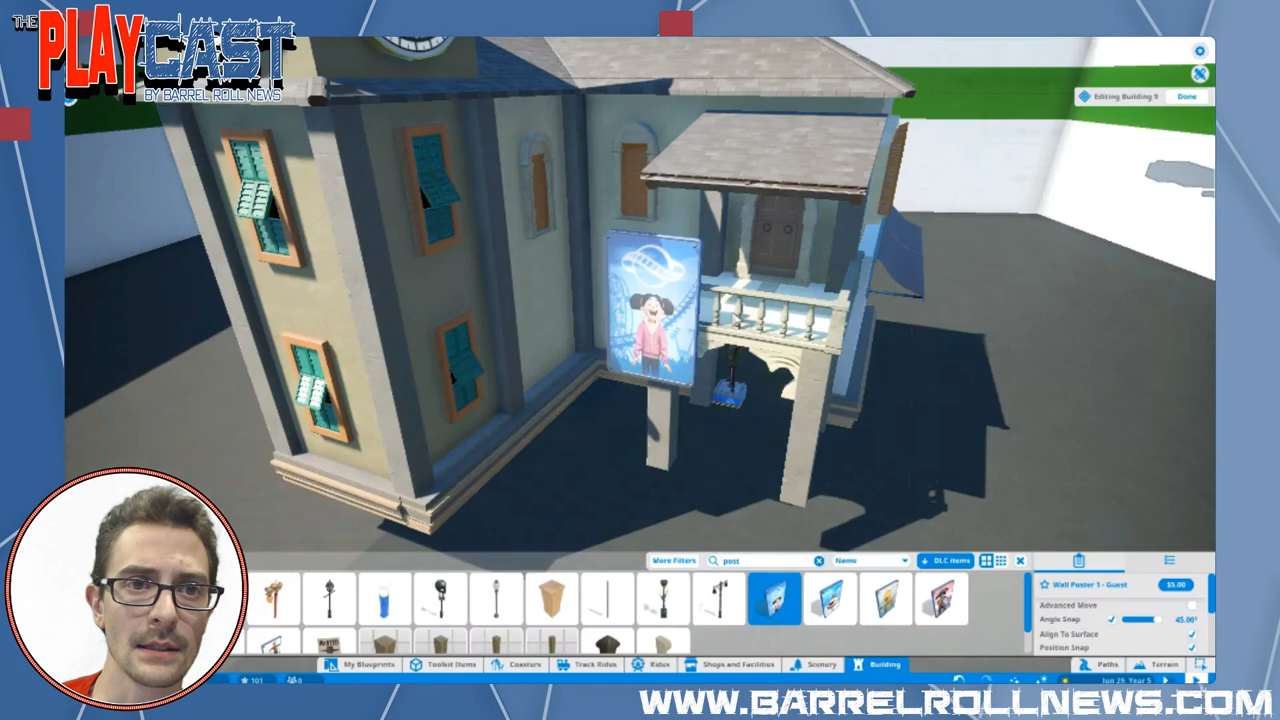 THE
PLAYCAST
BY BARREL ROLL NEWS
Editing Building 9 Done
More Filters post Name DLC Items
Wall Poster 1 - Guest $5.00
Advanced Move
Angle Snap 45.00°
Align To Surface
Position Snap
My Blueprints Toolkit Items Coasters Track Rides Rides Shops and Facilities Scenery Building Paths Terrain
101 0 Jun 29, Year 5
WWW.BARRELROLLNEWS.COM